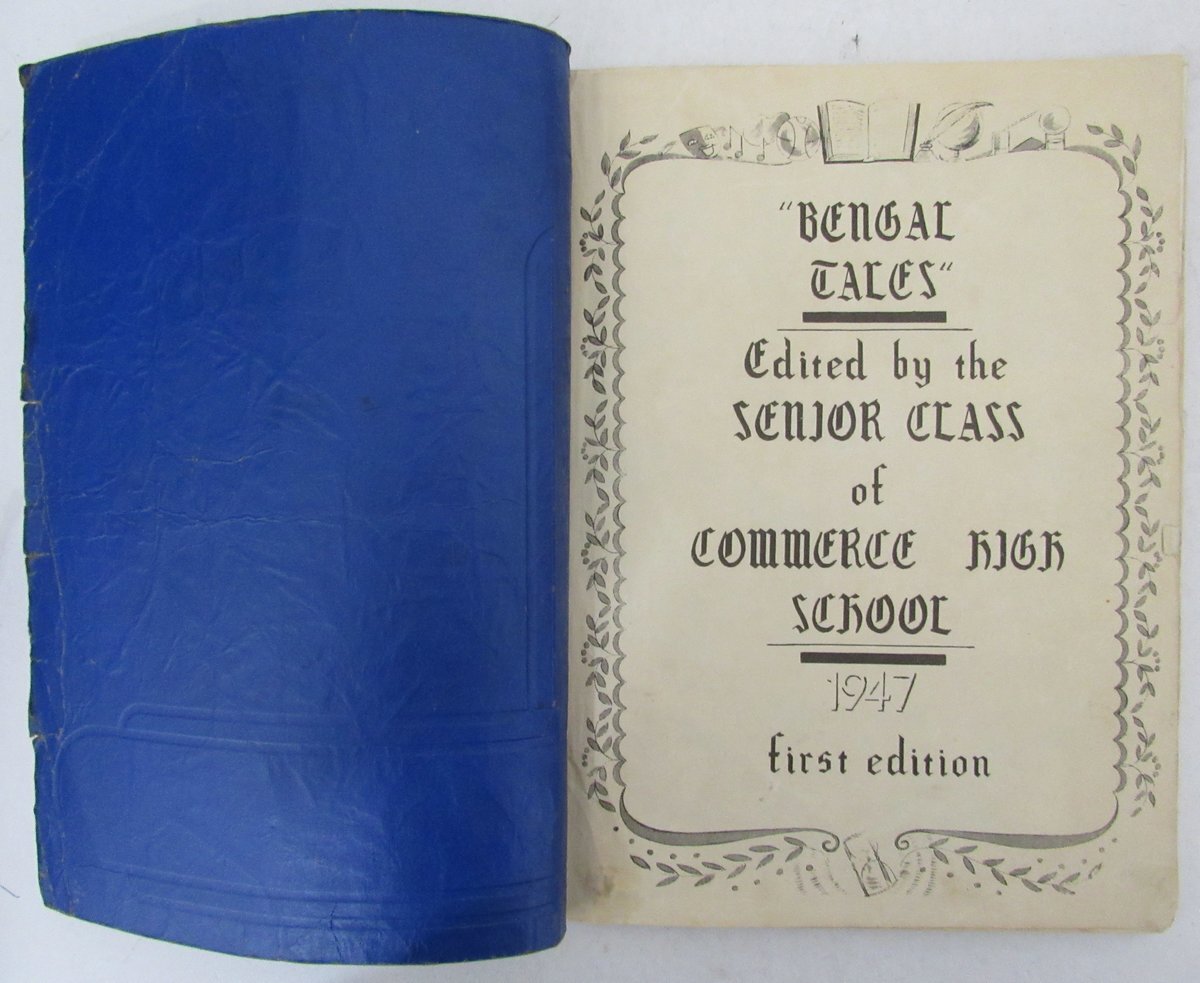 "BENGAL
TALES"
Edited by the
SENIOR CLASS
of
COMMERCE HIGH
SCHOOL
1947
first edition